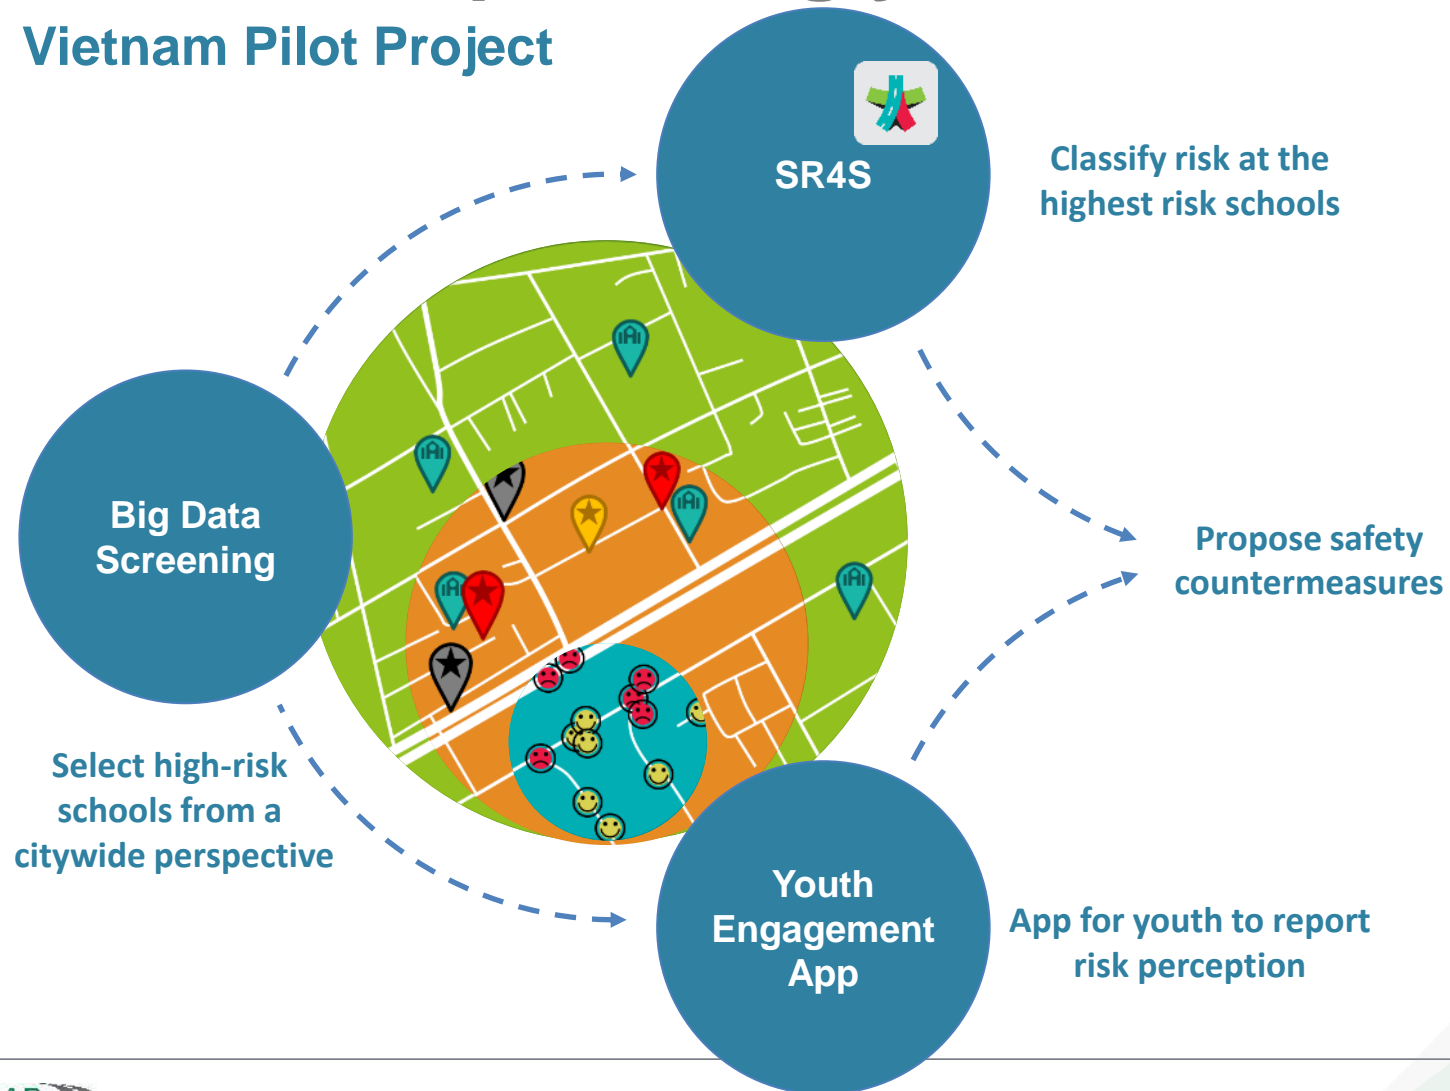 Vietnam Pilot Project
SR4S
Classify risk at the
highest risk schools
Big Data
Screening
Propose safety
countermeasures
Select high-risk
schools from a
citywide perspective
Youth
Engagement
App
App for youth to report
risk perception